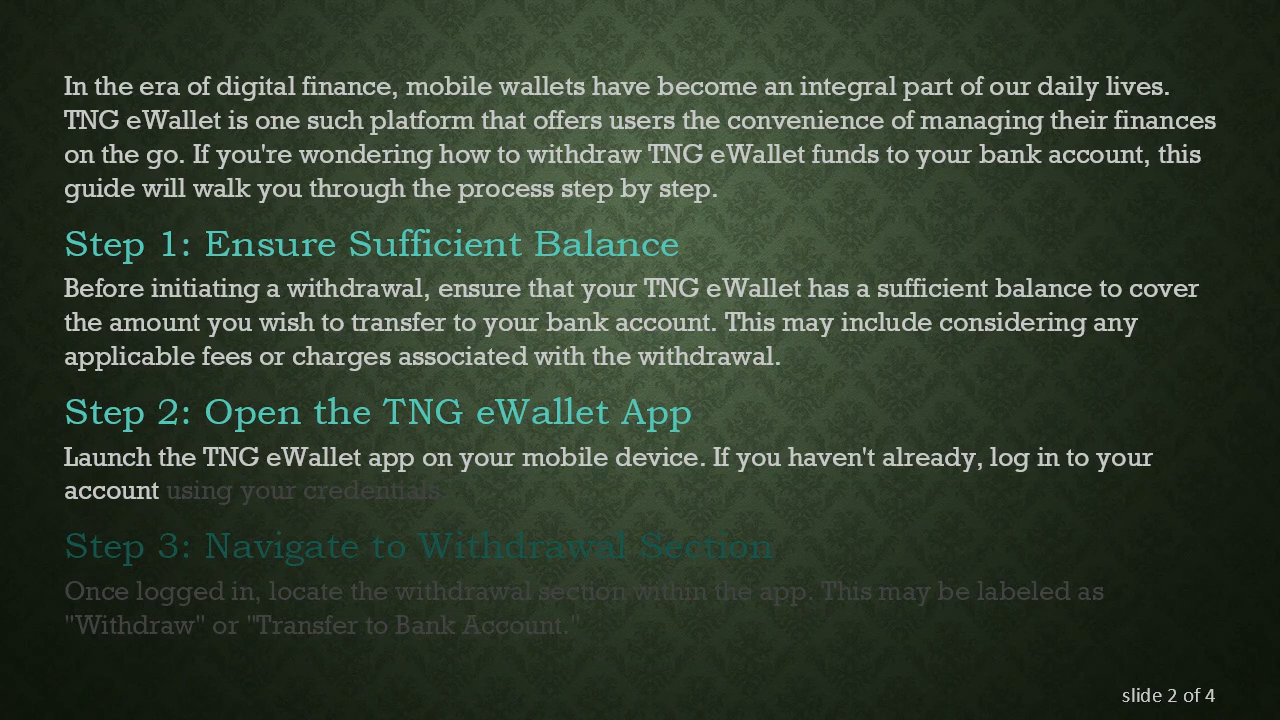 In the era of digital finance, mobile wallets have become an integral part of our daily lives.
TNG eWallet is one such platform that offers users the convenience of managing their finances
on the go. If you're wondering how to withdraw TNG eWallet funds to your bank account, this
guide will walk you through the process step by step.
Step 1: Ensure Sufficient Balance
Before initiating a withdrawal, ensure that your TNG eWallet has a sufficient balance to cover
the amount you wish to transfer to your bank account. This may include considering any
applicable fees or charges associated with the withdrawal.
Step 2: Open the TNG eWallet App
Launch the TNG eWallet app on your mobile device. If you haven't already, log in to your
account using your credentials.
Step 3: Navigate to Withdrawal Section
Once logged in, locate the withdrawal section within the app. This may be labeled as
"Withdraw" or "Transfer to Bank Account."
slide 2 of 4